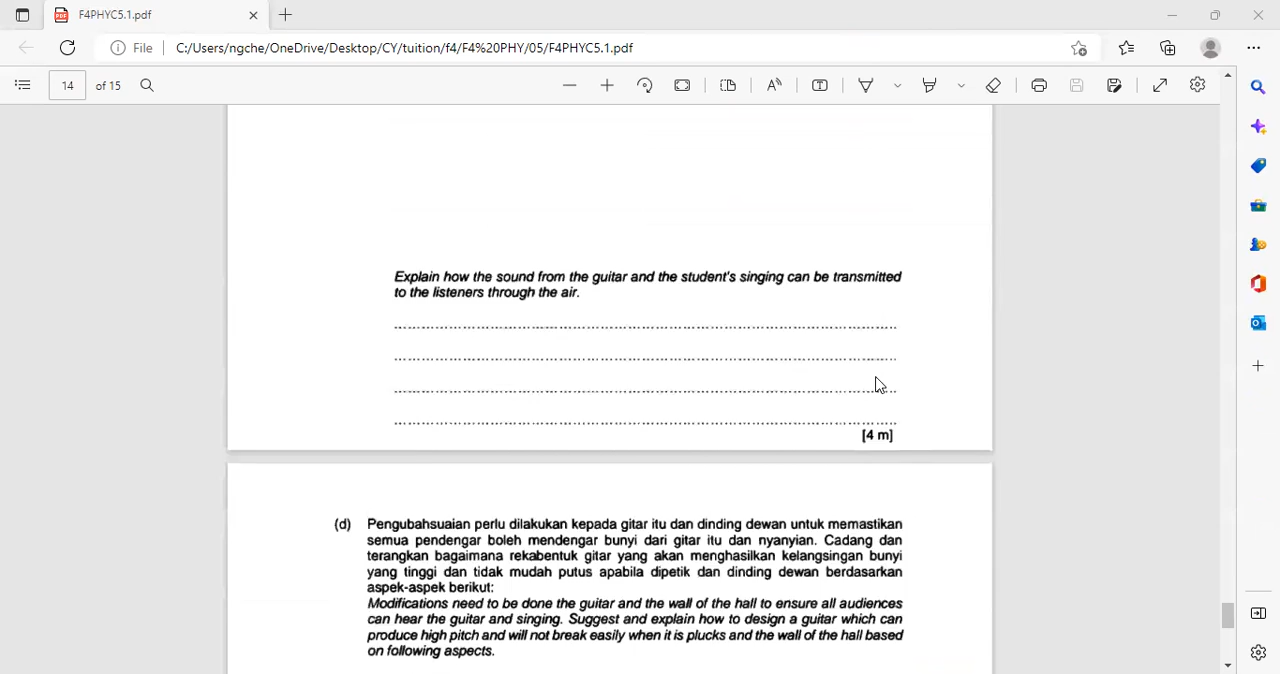 F4PHYC5.1.pdf
File
C:/Users/ngche/OneDrive/Desktop/CY/tuition/f4/F4%20PHY/05/F4PHYC5.1.pdf
14 of 15
Explain how the sound from the guitar and the student's singing can be transmitted
to the listeners through the air.
[4 m]
(d) Pengubahsuaian perlu dilakukan kepada gitar itu dan dinding dewan untuk memastikan
semua pendengar boleh mendengar bunyi dari gitar itu dan nyanyian. Cadang dan
terangkan bagaimana rekabentuk gitar yang akan menghasilkan kelangsingan bunyi
yang tinggi dan tidak mudah putus apabila dipetik dan dinding dewan berdasarkan
aspek-aspek berikut:
Modifications need to be done the guitar and the wall of the hall to ensure all audiences
can hear the guitar and singing. Suggest and explain how to design a guitar which can
produce high pitch and will not break easily when it is plucks and the wall of the hall based
on following aspects.